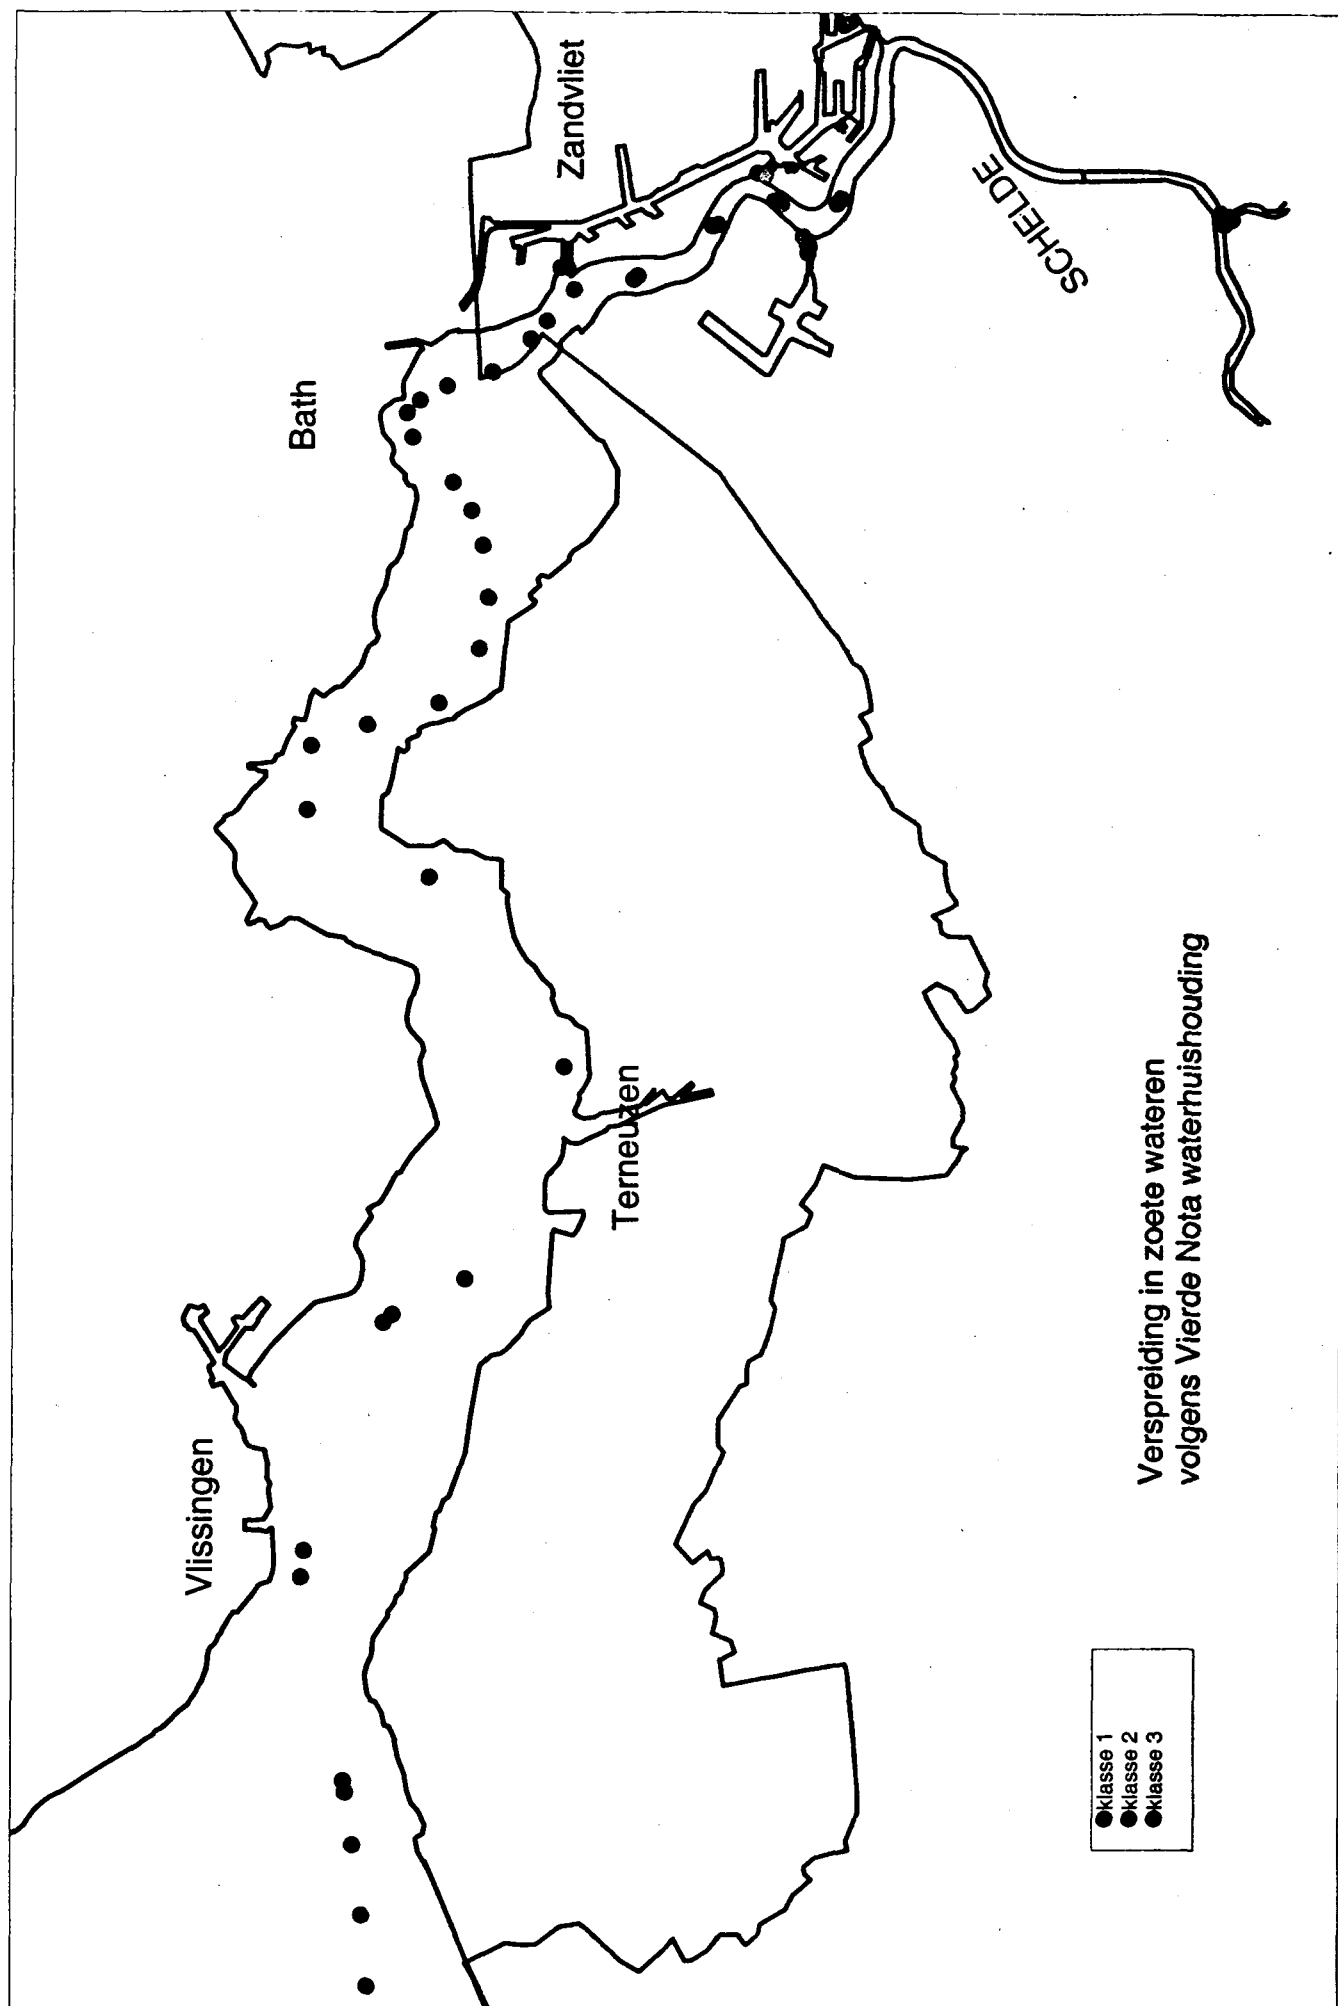 Vlissingen
Bath
Zandvliet
Terneuzen
SCHELDE
klasse 1
klasse 2
klasse 3
Verspreiding in zoete wateren
volgens Vierde Nota waterhuishouding